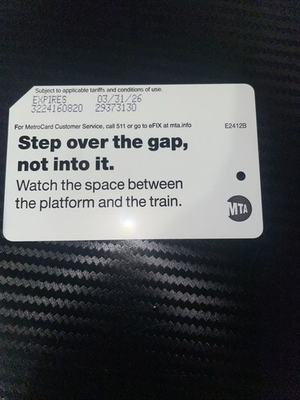 Subject to applicable tariffs and conditions of use.
EXPIRES 03/31/26
3224160820 29373130
For MetroCard Customer Service, call 511 or go to eFIX at mta.info E2412B
Step over the gap,
not into it.
Watch the space between
the platform and the train.
MTA